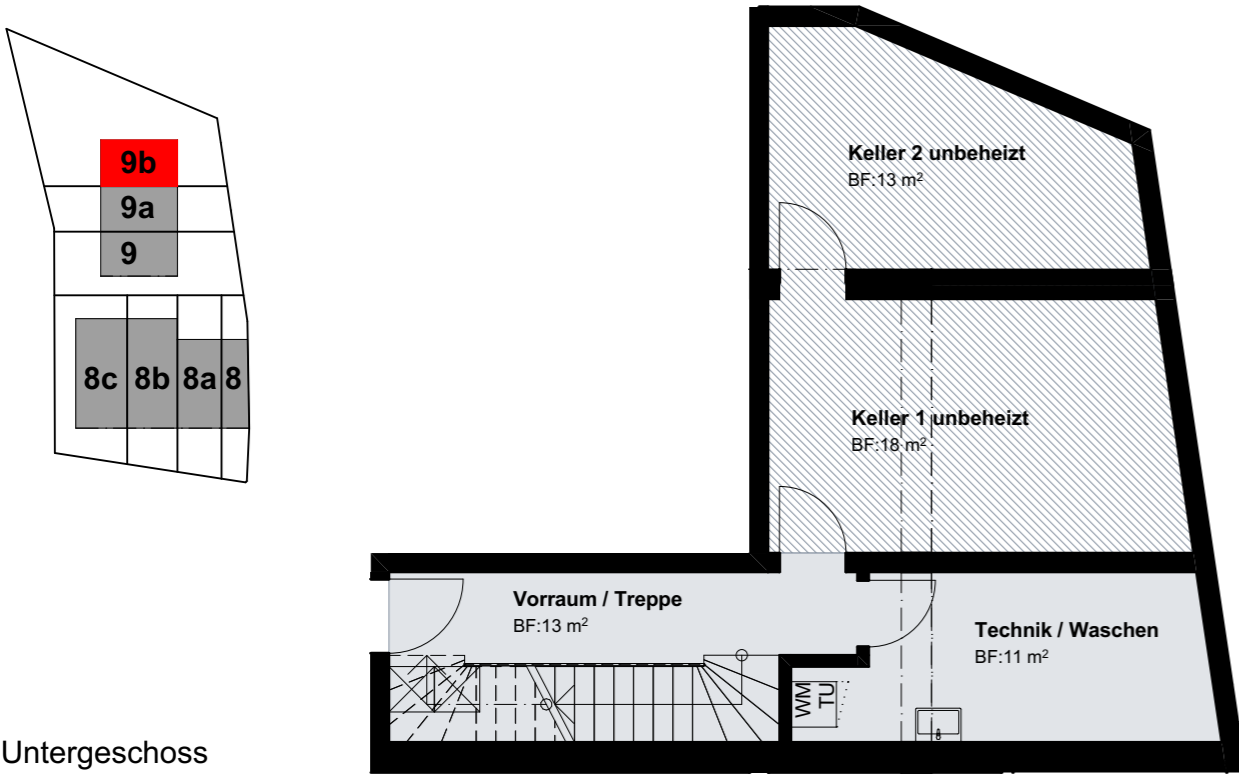 9b
9a
9
8c
8b
8a
8
Keller 2 unbeheizt
BF:13 m²
Keller 1 unbeheizt
BF:18 m²
Vorraum / Treppe
BF:13 m²
Technik / Waschen
BF:11 m²
WM
TU
Untergeschoss